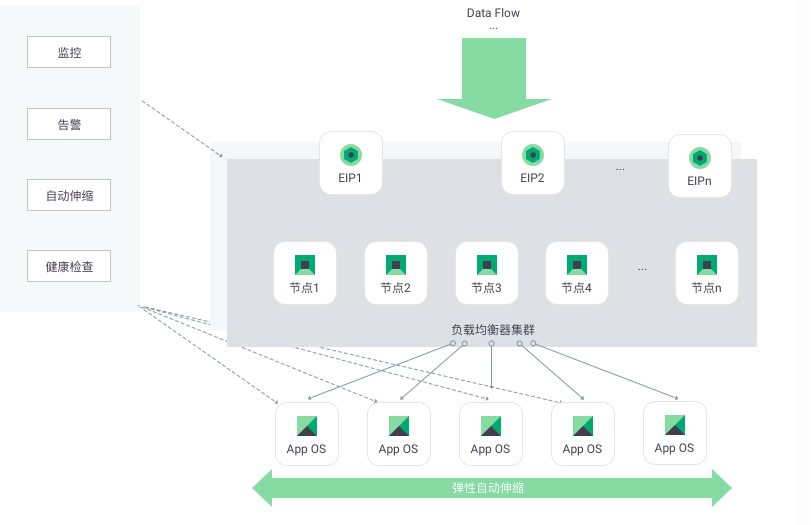 Data Flow
...
监控
告警
自动伸缩
健康检查
EIP1
EIP2
...
EIPn
节点1
节点2
节点3
节点4
...
节点n
负载均衡器集群
App OS
App OS
App OS
App OS
App OS
弹性自动伸缩